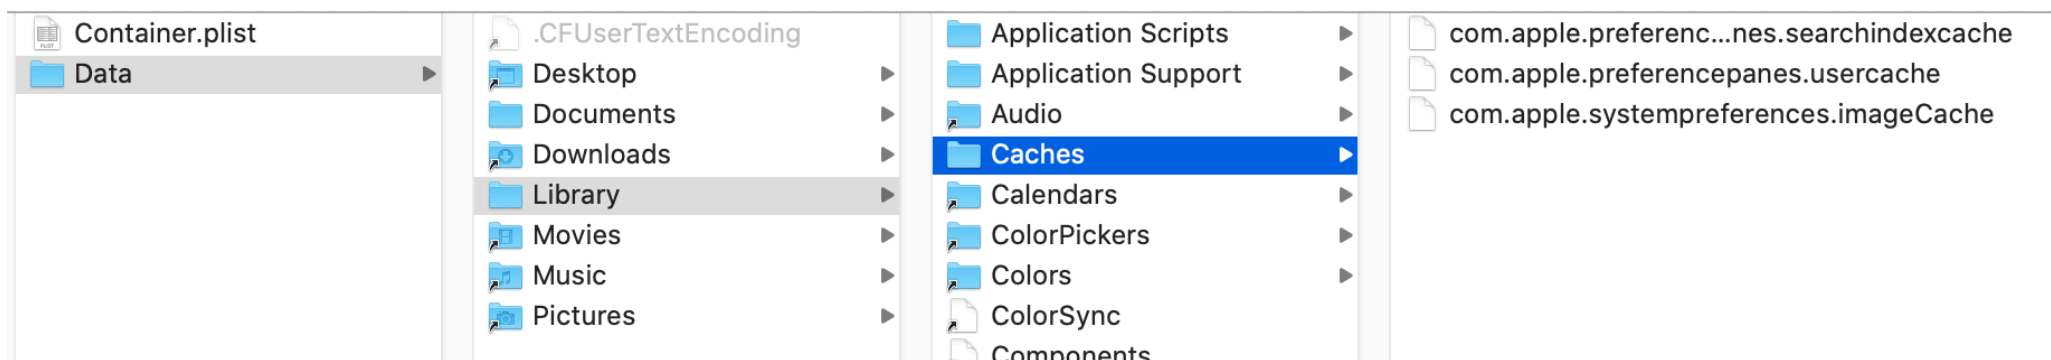 Container.plist
Data
.CFUserTextEncoding
Desktop
Documents
Downloads
Library
Movies
Music
Pictures
Application Scripts
Application Support
Audio
Caches
Calendars
ColorPickers
Colors
ColorSync
Components
com.apple.preferenc...nes.searchindexcache
com.apple.preferencepanes.usercache
com.apple.systempreferences.imageCache